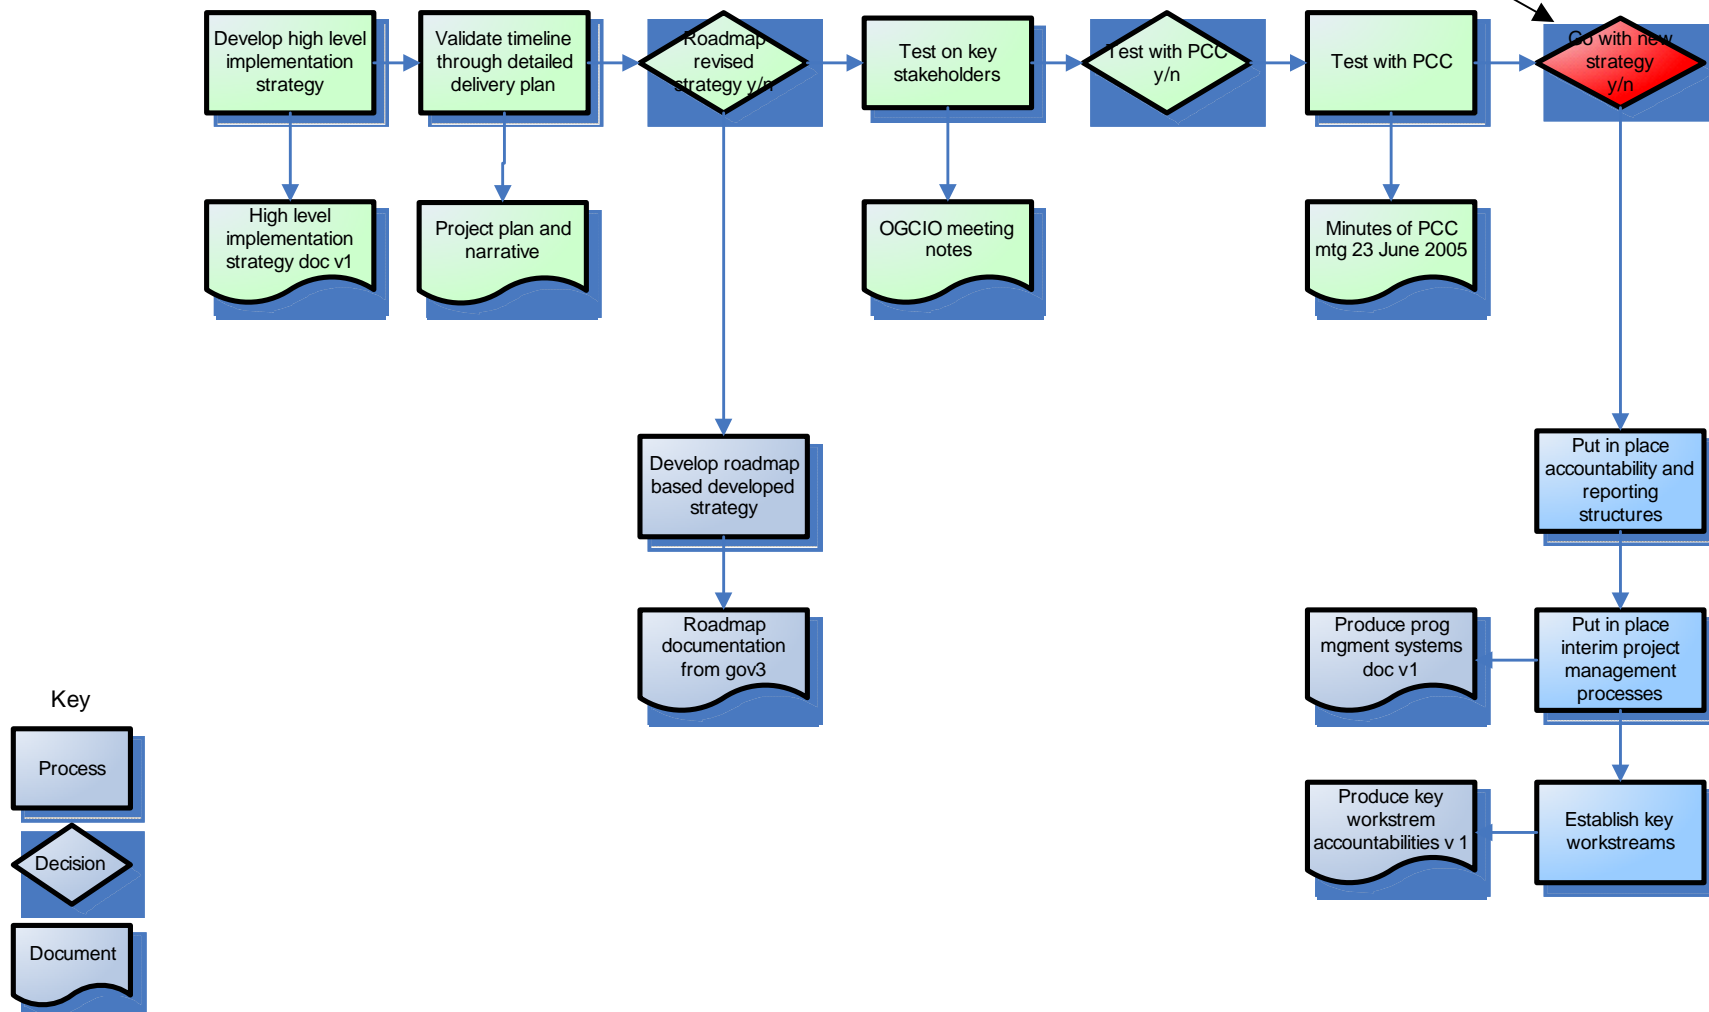 Develop high level
implementation
strategy
Validate timeline
through detailed
delivery plan
Roadmap
revised
strategy y/n
Test on key
stakeholders
Test with PCC
y/n
Test with PCC
Go with new
strategy
y/n
High level
implementation
strategy doc v1
Project plan and
narrative
OGCIO meeting
notes
Minutes of PCC
mtg 23 June 2005
Develop roadmap
based developed
strategy
Put in place
accountability and
reporting
structures
Roadmap
documentation
from gov3
Produce prog
mgment systems
doc v1
Put in place
interim project
management
processes
Produce key
workstrem
accountabilities v 1
Establish key
workstreams
Key
Process
Decision
Document